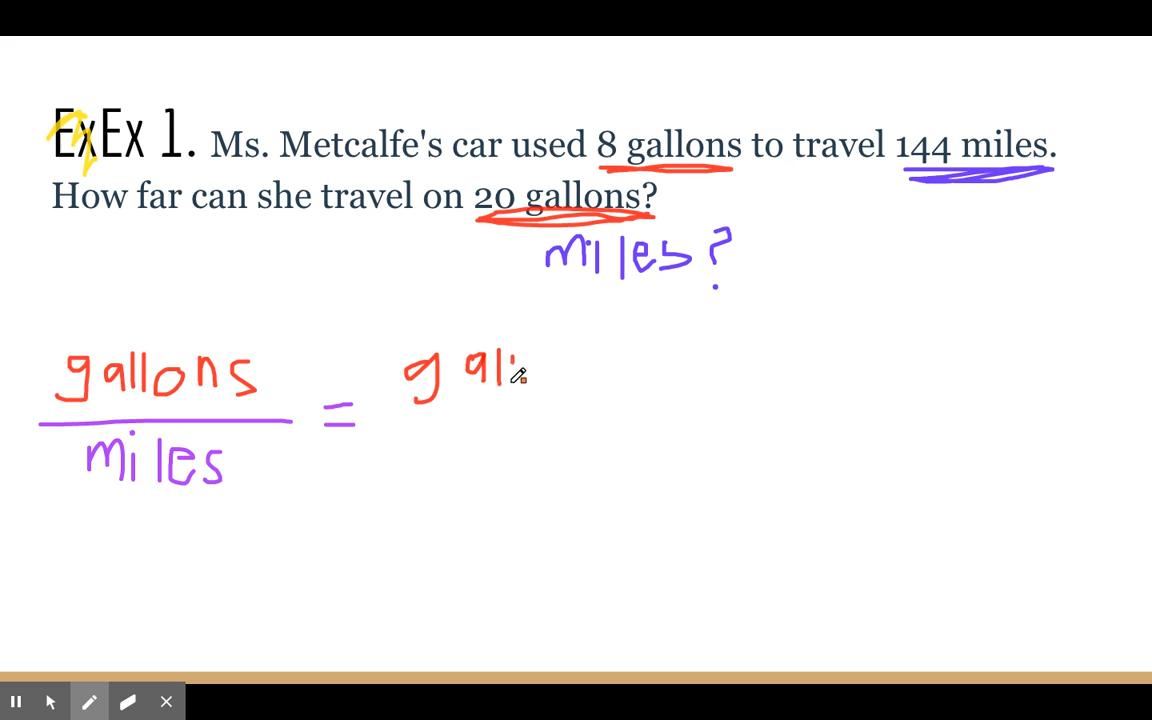 ExEx 1. Ms. Metcalfe's car used 8 gallons to travel 144 miles.
How far can she travel on 20 gallons?
miles?
gallons = gal
miles